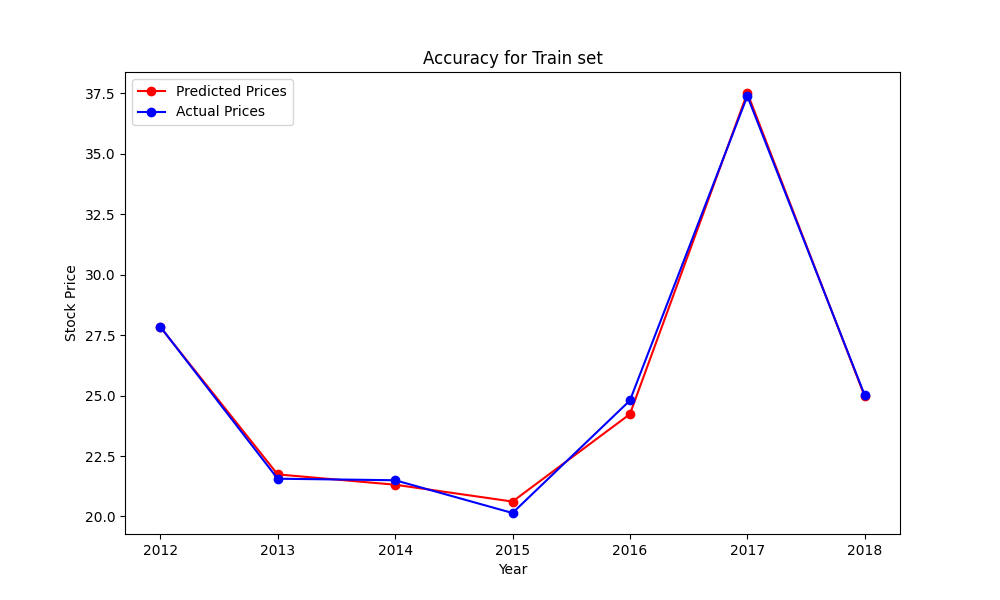 Accuracy for Train set
Predicted Prices
Actual Prices
37.5
35.0
32.5
30.0
27.5
25.0
22.5
20.0
Stock Price
2012 2013 2014 2015 2016 2017 2018
Year